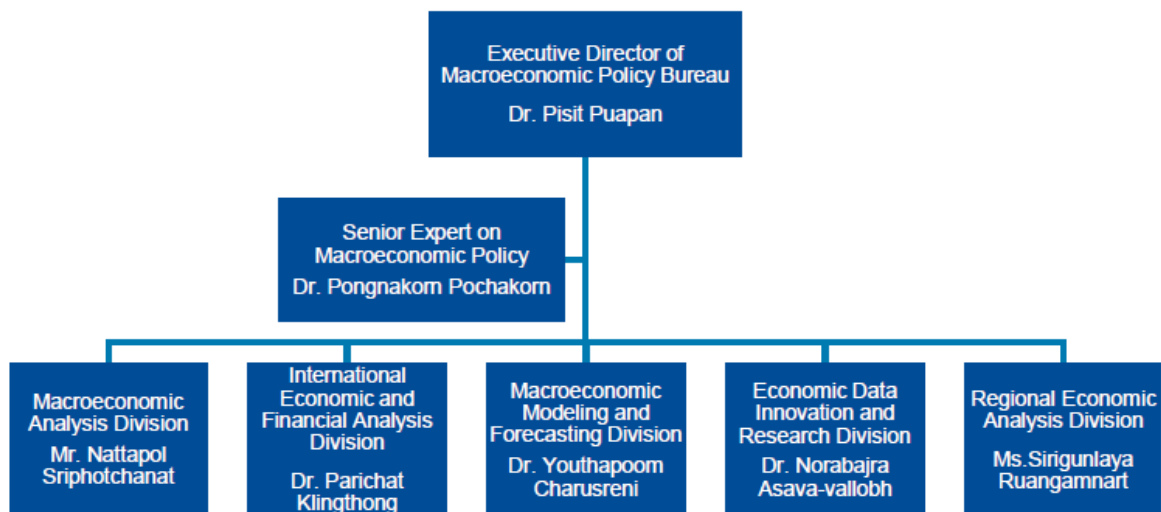 Executive Director of
Macroeconomic Policy Bureau
Dr. Pisit Puapan
Senior Expert on
Macroeconomic Policy
Dr. Pongnakorn Pochakorn
Macroeconomic
Analysis Division
Mr. Nattapol
Sriphotchanat
International
Economic and
Financial Analysis
Division
Dr. Parichat
Klingthong
Macroeconomic
Modeling and
Forecasting Division
Dr. Youthapoom
Charusreni
Economic Data
Innovation and
Research Division
Dr. Norabajra
Asava-vallobh
Regional Economic
Analysis Division
Ms.Sirigunlaya
Ruangamnart